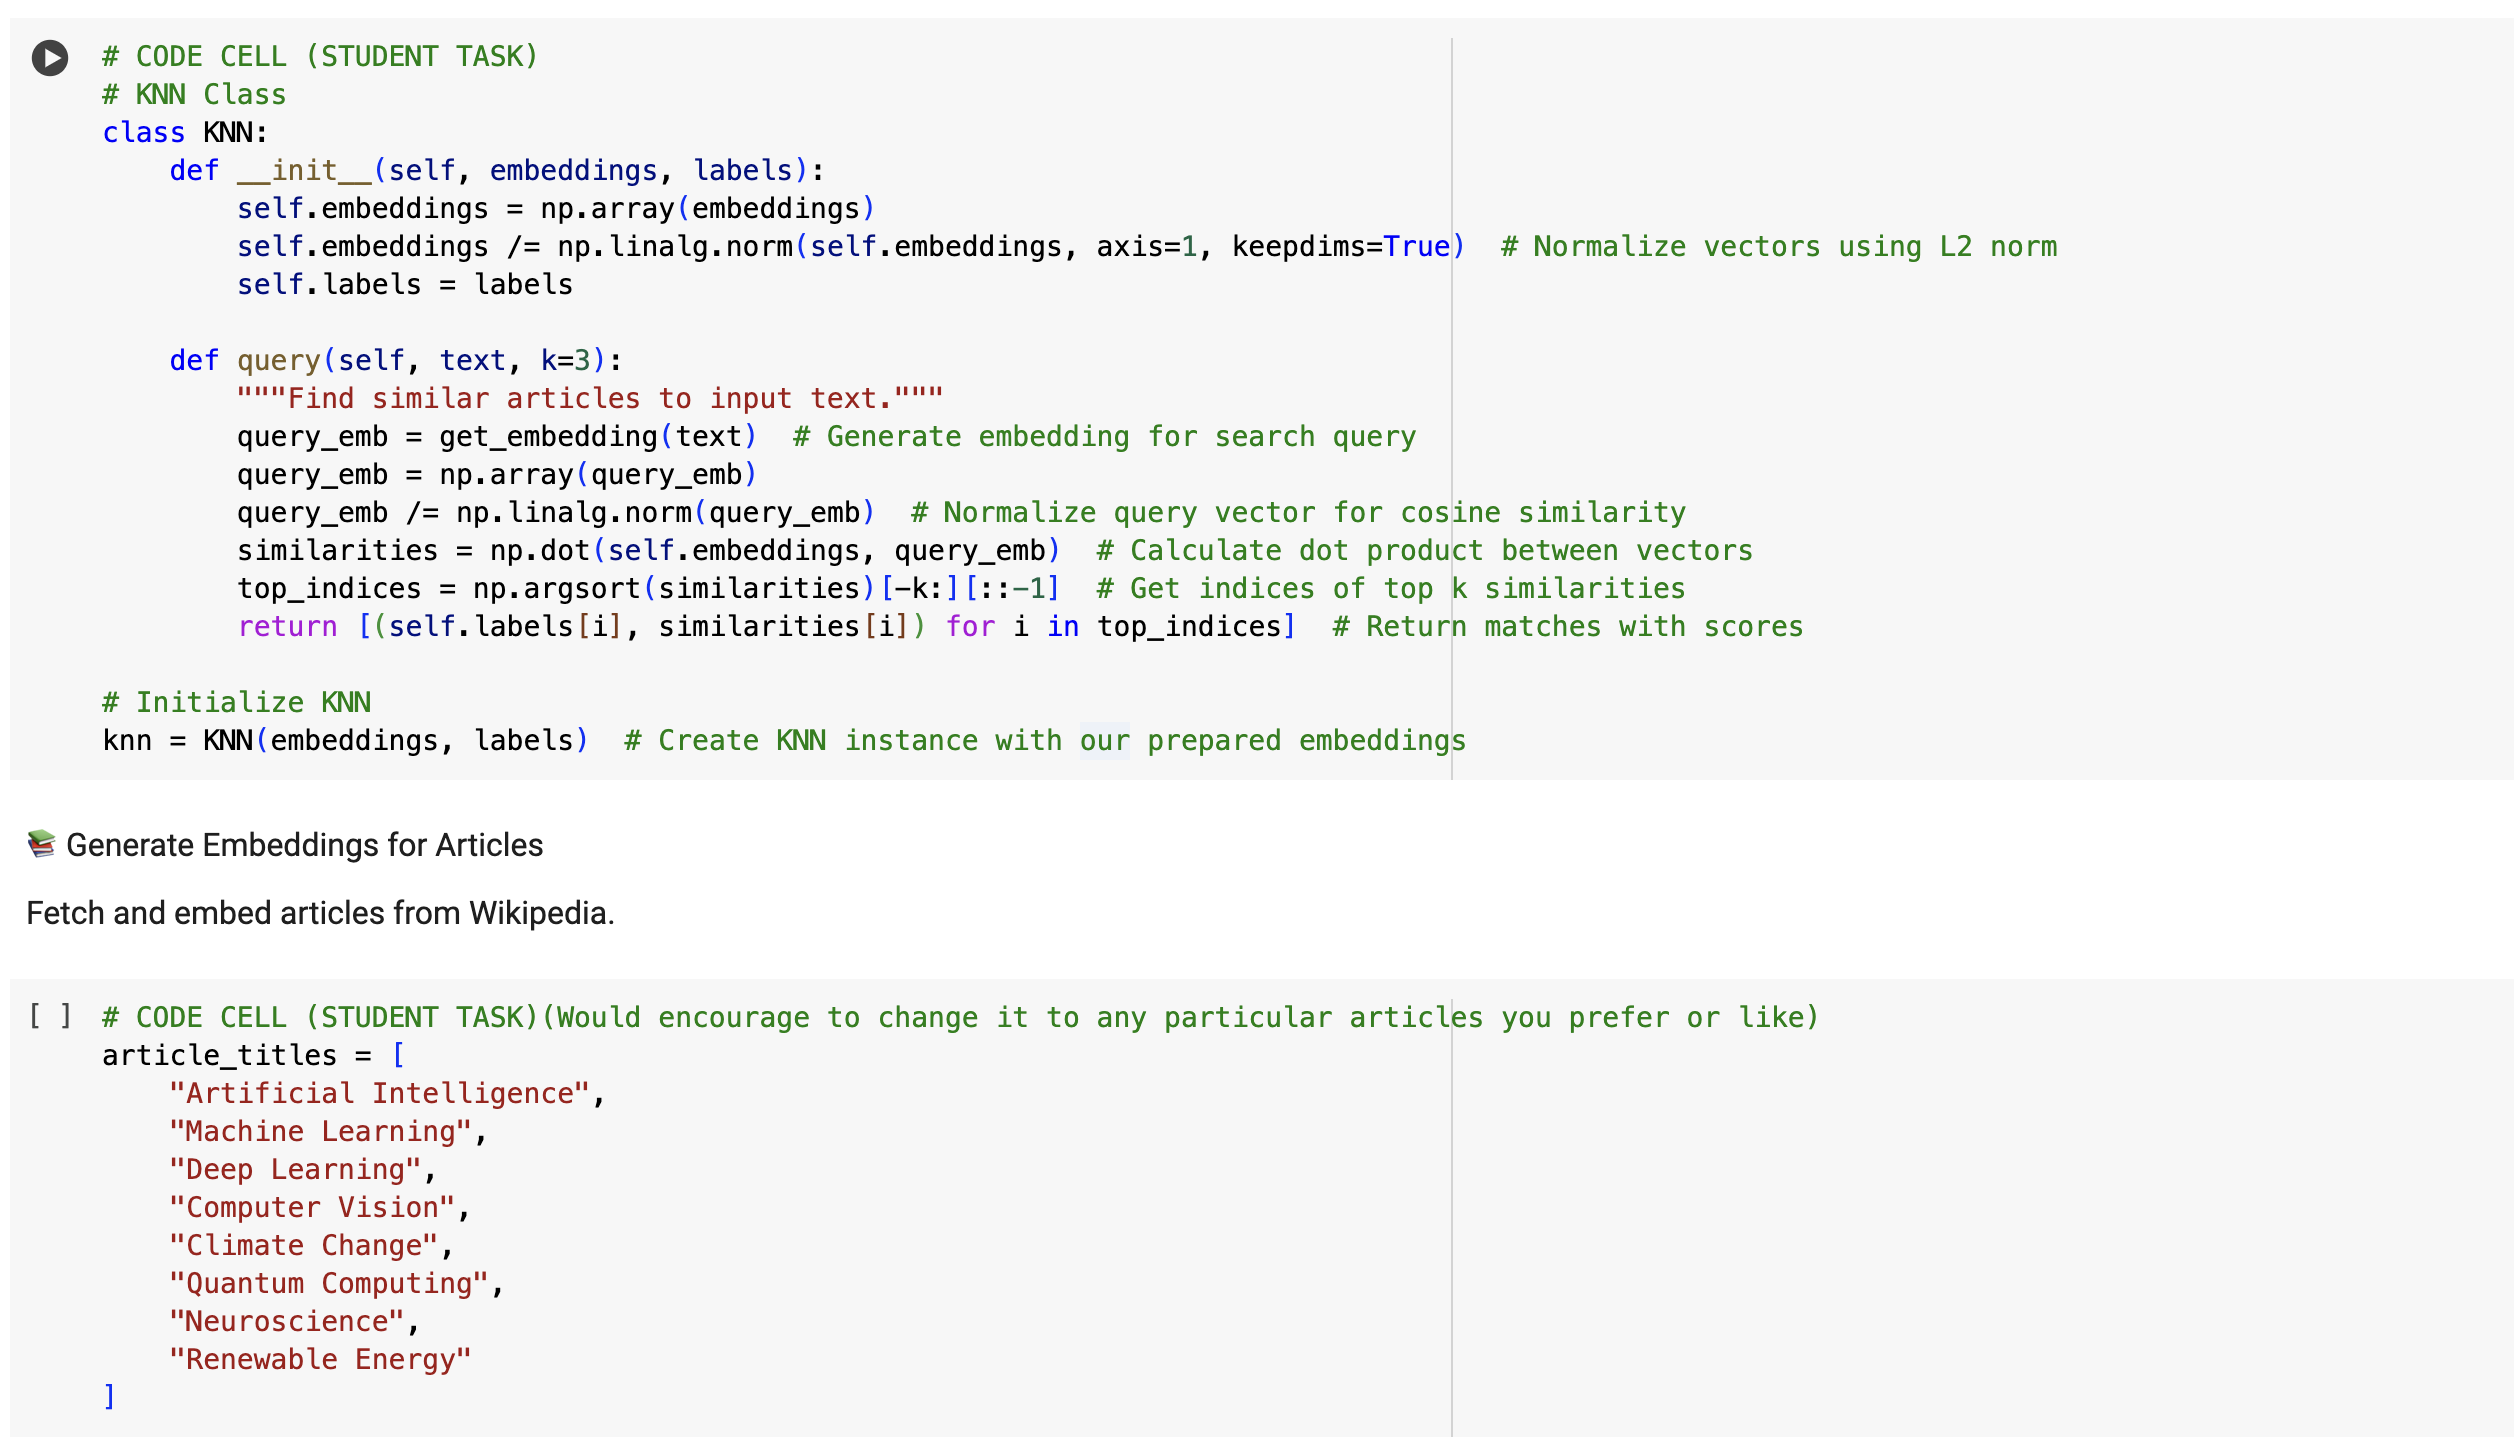 # CODE CELL (STUDENT TASK)
# KNN Class
class KNN:
    def __init__(self, embeddings, labels):
        self.embeddings = np.array(embeddings)
        self.embeddings /= np.linalg.norm(self.embeddings, axis=1, keepdims=True)  # Normalize vectors using L2 norm
        self.labels = labels

    def query(self, text, k=3):
        """Find similar articles to input text."""
        query_emb = get_embedding(text)  # Generate embedding for search query
        query_emb = np.array(query_emb)
        query_emb /= np.linalg.norm(query_emb)  # Normalize query vector for cosine similarity
        similarities = np.dot(self.embeddings, query_emb)  # Calculate dot product between vectors
        top_indices = np.argsort(similarities)[-k:][::-1]  # Get indices of top k similarities
        return [(self.labels[i], similarities[i]) for i in top_indices]  # Return matches with scores

# Initialize KNN
knn = KNN(embeddings, labels)  # Create KNN instance with our prepared embeddings
📚 Generate Embeddings for Articles
Fetch and embed articles from Wikipedia.
[ ] # CODE CELL (STUDENT TASK)(Would encourage to change it to any particular articles you prefer or like)
article_titles = [
    "Artificial Intelligence",
    "Machine Learning",
    "Deep Learning",
    "Computer Vision",
    "Climate Change",
    "Quantum Computing",
    "Neuroscience",
    "Renewable Energy"
]